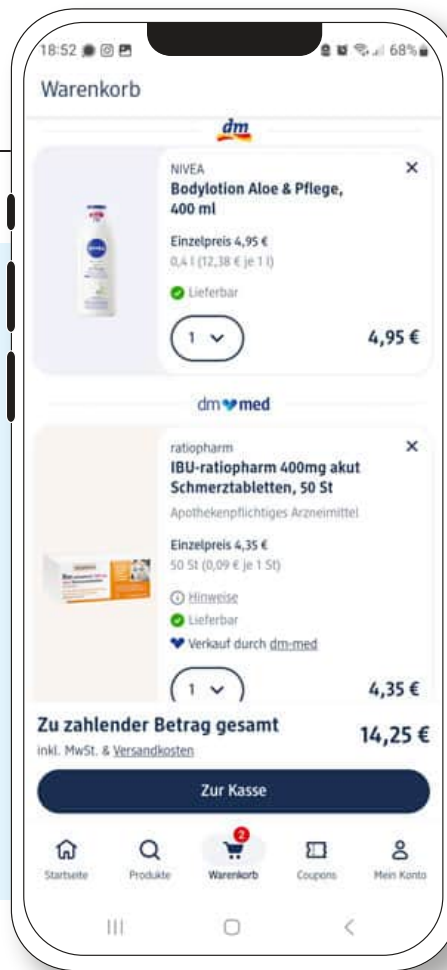 18:52
68%
Warenkorb
dm
NIVEA
Bodylotion Aloe & Pflege,
400 ml
Einzelpreis 4,95 €
0,4 l (12,38 € je 1 l)
Lieferbar
1
4,95 €
dm med
ratiopharm
IBU-ratiopharm 400mg akut
Schmerztabletten, 50 St
Apothekenpflichtiges Arzneimittel
Einzelpreis 4,35 €
50 St (0,09 € je 1 St)
Hinweise
Lieferbar
Verkauf durch dm-med
1
4,35 €
Zu zahlender Betrag gesamt
14,25 €
inkl. MwSt. & Versandkosten
Zur Kasse
2
Startseite
Produkte
Warenkorb
Coupons
Mein Konto